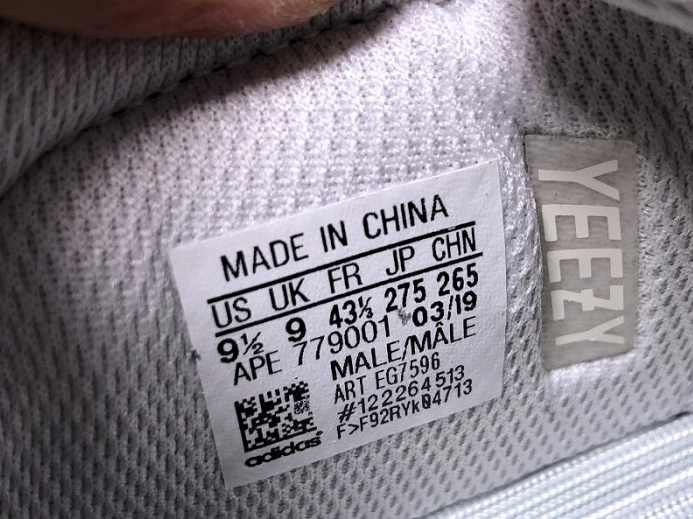 MADE IN CHINA
US UK FR JP CHN
9½ 9 43⅓ 275 265
APE 779001 03/19
MALE/MÂLE
ART EG7596
#122264513
F>F92RYk04713
adidas
YEEZY